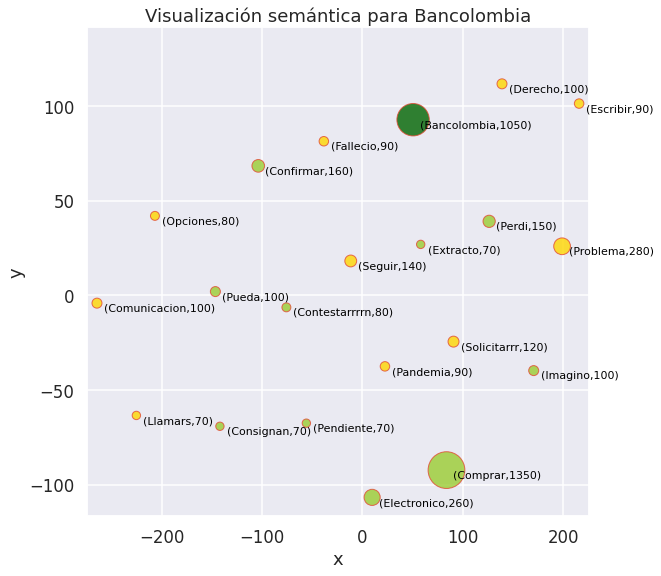 Visualización semántica para Bancolombia
(Derecho,100)
(Escribir,90)
100
(Bancolombia,1050)
(Fallecio,90)
(Confirmar,160)
50
(Opciones,80)
(Perdi,150)
(Extracto,70)
(Problema,280)
(Seguir,140)
y
0
(Pueda,100)
(Comunicacion,100)
(Contestarrrrn,80)
(Solicitarrr,120)
(Pandemia,90)
(Imagino,100)
−50
(Llamars,70)
(Consignan,70)
(Pendiente,70)
(Comprar,1350)
−100
(Electronico,260)
−200
−100
0
100
200
x